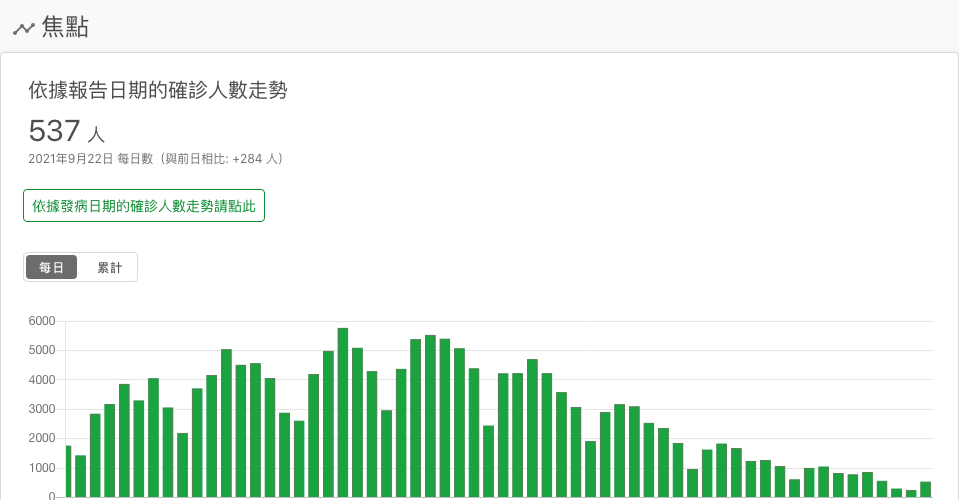 焦點
依據報告日期的確診人數走勢
537 人
2021年9月22日 每日數（與前日相比: +284 人）
依據發病日期的確診人數走勢請點此
每日 累計
6000
5000
4000
3000
2000
1000
0